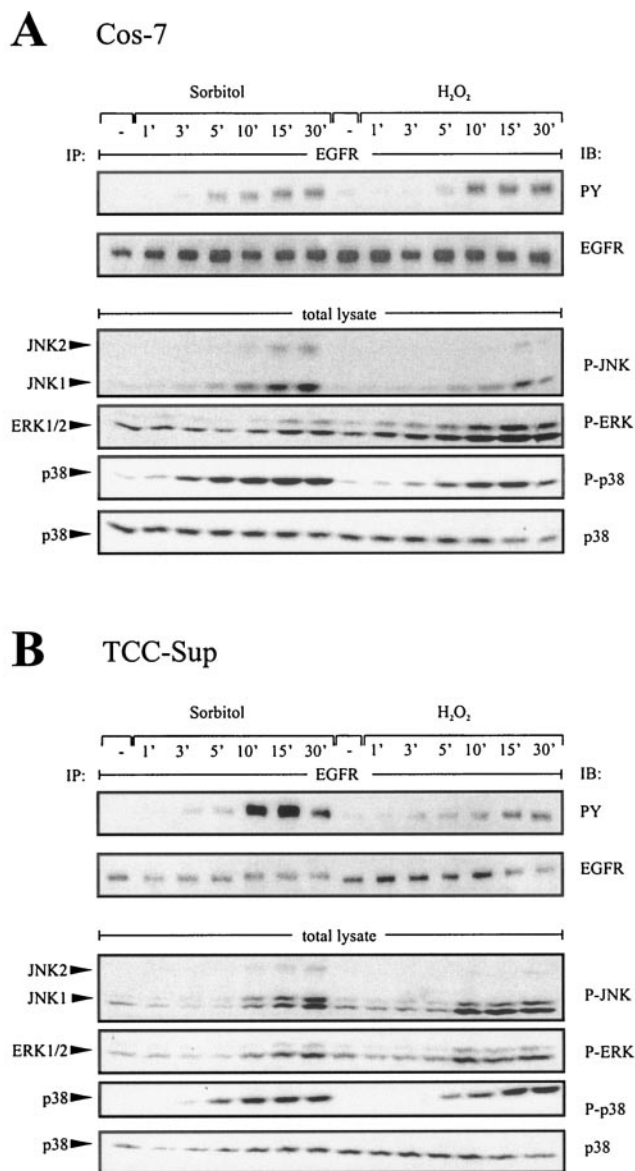 A Cos-7
Sorbitol H₂O₂
- 1' 3' 5' 10' 15' 30' - 1' 3' 5' 10' 15' 30'
IP: EGFR IB:
PY
EGFR
total lysate
JNK2
JNK1
P-JNK
ERK1/2 P-ERK
p38 P-p38
p38 p38
B TCC-Sup
Sorbitol H₂O₂
- 1' 3' 5' 10' 15' 30' - 1' 3' 5' 10' 15' 30'
IP: EGFR IB:
PY
EGFR
total lysate
JNK2
JNK1 P-JNK
ERK1/2 P-ERK
p38 P-p38
p38 p38